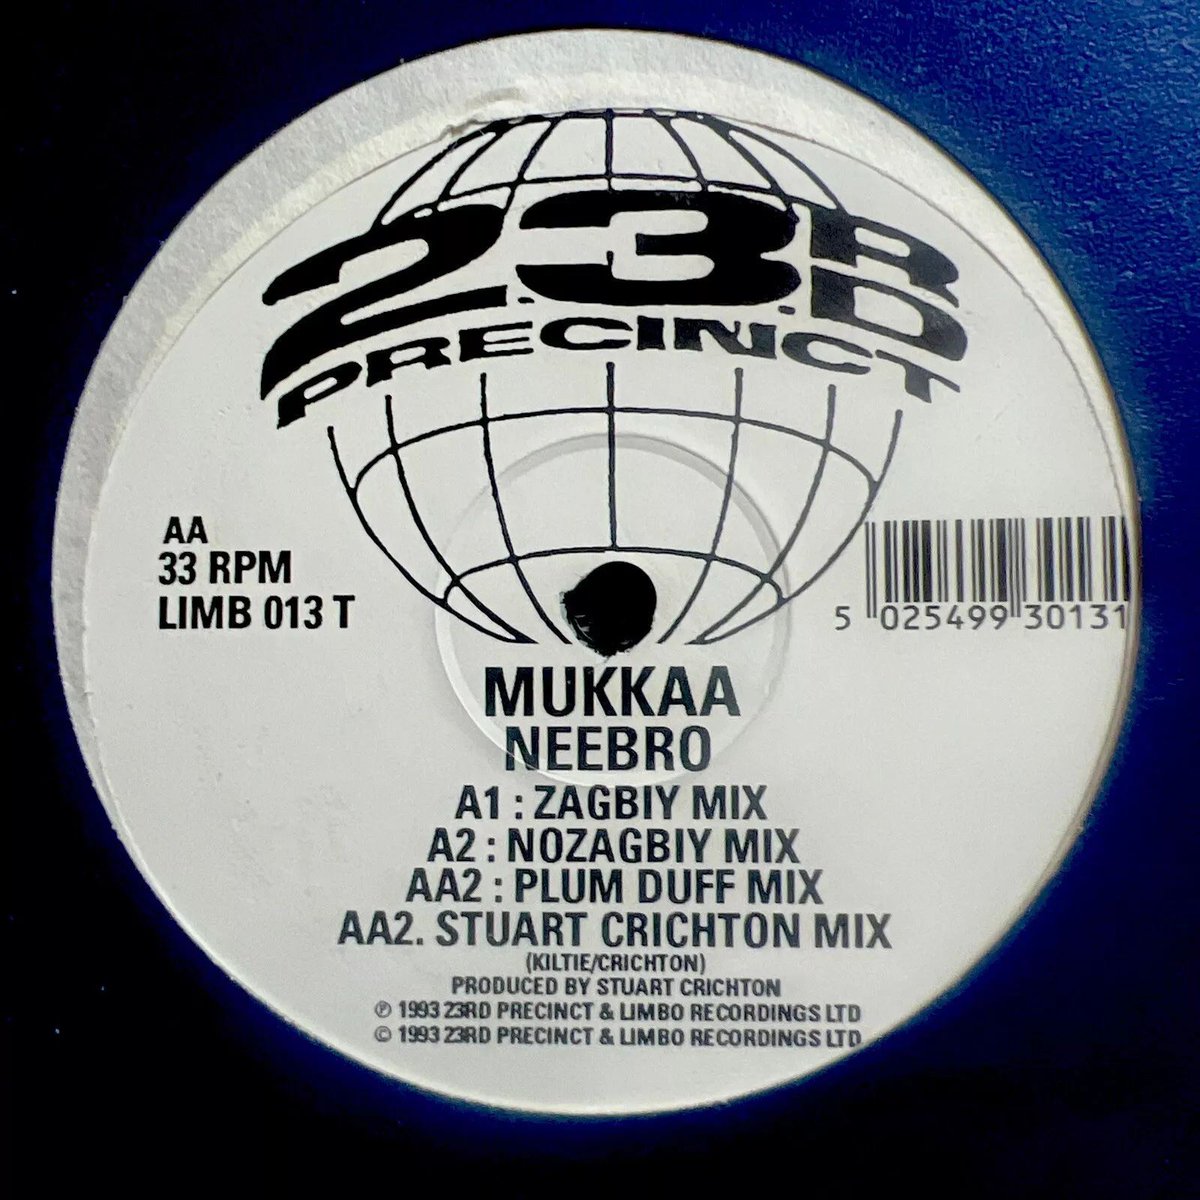 23RD
PRECINCT
AA
33 RPM
LIMB 013 T
5 025499 30131
MUKKAA
NEEBRO
A1 : ZAGBIY MIX
A2 : NOZAGBIY MIX
AA2 : PLUM DUFF MIX
AA2. STUART CRICHTON MIX
(KILTIE/CRICHTON)
PRODUCED BY STUART CRICHTON
℗ 1993 23RD PRECINCT & LIMBO RECORDINGS LTD
© 1993 23RD PRECINCT & LIMBO RECORDINGS LTD